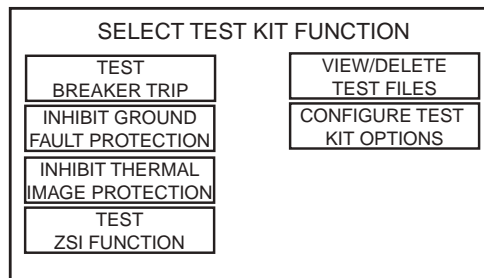 SELECT TEST KIT FUNCTION
TEST
BREAKER TRIP
INHIBIT GROUND
FAULT PROTECTION
INHIBIT THERMAL
IMAGE PROTECTION
TEST
ZSI FUNCTION
VIEW/DELETE
TEST FILES
CONFIGURE TEST
KIT OPTIONS